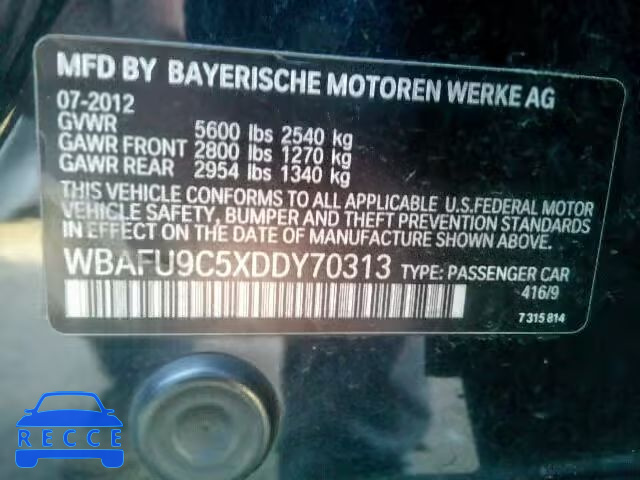 MFD BY BAYERISCHE MOTOREN WERKE AG
07-2012
GVWR 5600 lbs 2540 kg
GAWR FRONT 2800 lbs 1270 kg
GAWR REAR 2954 lbs 1340 kg
THIS VEHICLE CONFORMS TO ALL APPLICABLE U.S.FEDERAL MOTOR
VEHICLE SAFETY, BUMPER AND THEFT PREVENTION STANDARDS IN
EFFECT ON THE DATE OF MANUFACTURE SHOWN ABOVE.
WBAFU9C5XDDY70313 TYPE: PASSENGER CAR
416/9
7 315 814
RECCE